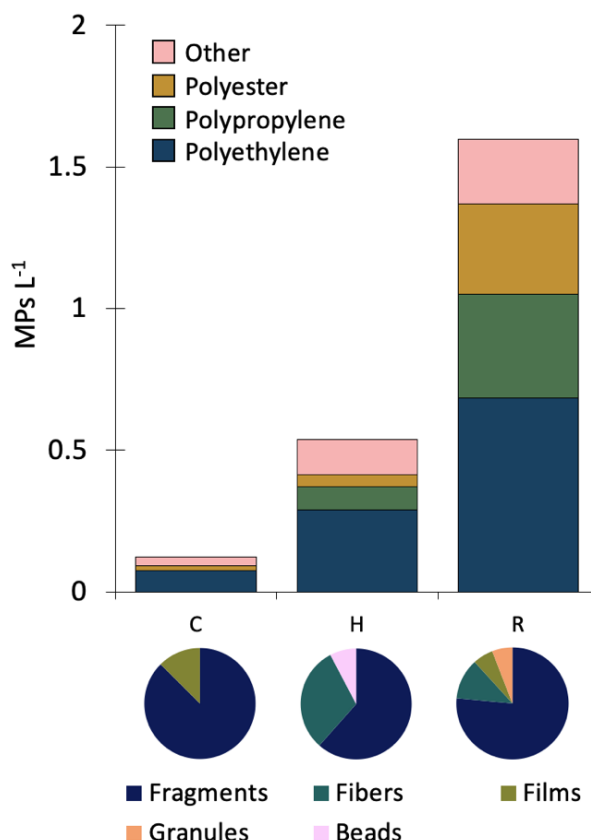 2
Other
Polyester
Polypropylene
Polyethylene
1.5
MPs L⁻¹
1
0.5
0
C H R
Fragments Fibers Films
Granules Beads